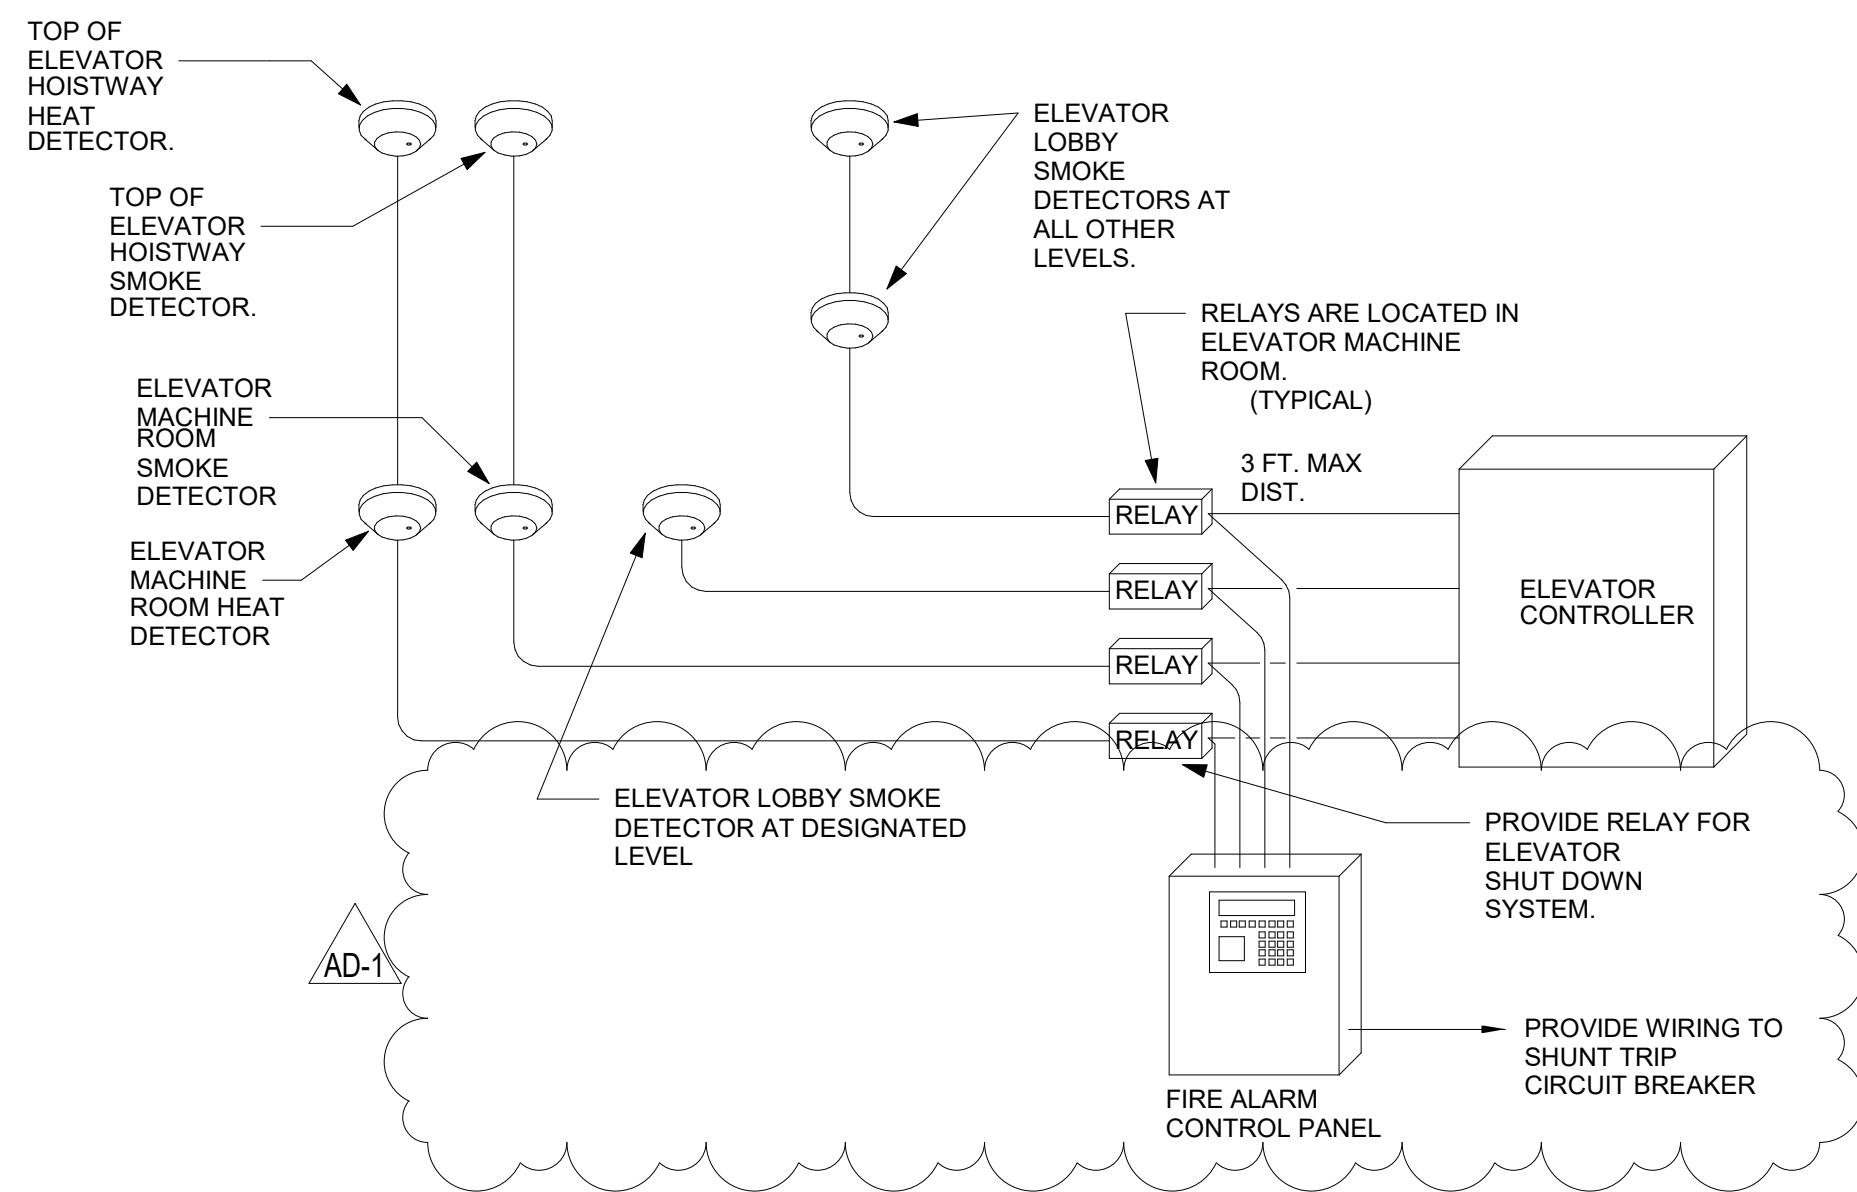 TOP OF
ELEVATOR
HOISTWAY
HEAT
DETECTOR.
TOP OF
ELEVATOR
HOISTWAY
SMOKE
DETECTOR.
ELEVATOR
LOBBY
SMOKE
DETECTORS AT
ALL OTHER
LEVELS.
RELAYS ARE LOCATED IN
ELEVATOR MACHINE
ROOM.
(TYPICAL)
ELEVATOR
MACHINE
ROOM
SMOKE
DETECTOR
3 FT. MAX
DIST.
ELEVATOR
MACHINE
ROOM HEAT
DETECTOR
RELAY
RELAY
RELAY
RELAY
ELEVATOR
CONTROLLER
ELEVATOR LOBBY SMOKE
DETECTOR AT DESIGNATED
LEVEL
PROVIDE RELAY FOR
ELEVATOR
SHUT DOWN
SYSTEM.
AD-1
PROVIDE WIRING TO
SHUNT TRIP
CIRCUIT BREAKER
FIRE ALARM
CONTROL PANEL